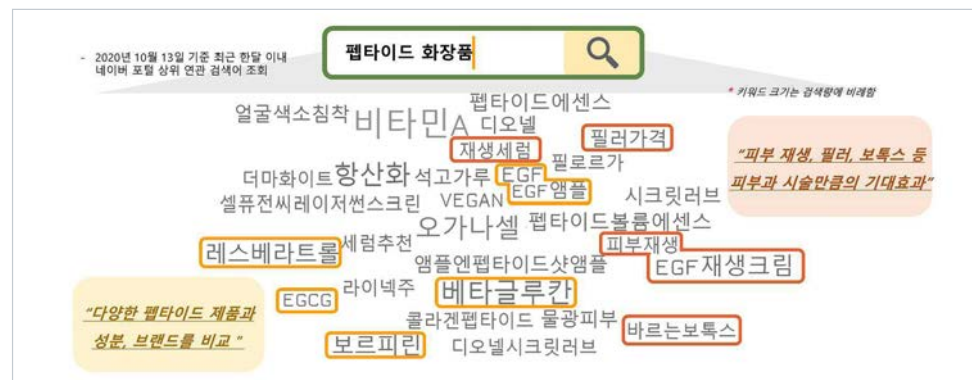 펩타이드 화장품
- 2020년 10월 13일 기준 최근 한달 이내
네이버 포털 상위 연관 검색어 조회
* 키워드 크기는 검색량에 비례함
펩타이드에센스
얼굴색소침착 비타민A 디오넬
재생세럼 필러가격
더마화이트 항산화 석고가루 EGF 필로르가
셀퓨전씨레이저썬스크린 VEGAN EGF앰플 시크릿러브
오가나셀 펩타이드볼륨에센스
레스베라트롤 세럼추천 피부재생
앰플엔펩타이드샷앰플 EGF재생크림
EGCG 라이넥주 베타글루칸
콜라겐펩타이드 물광피부 바르는보톡스
보르피린 디오넬시크릿러브
"피부 재생, 필러, 보톡스 등
피부과 시술만큼의 기대효과"
"다양한 펩타이드 제품과
성분, 브랜드를 비교 "